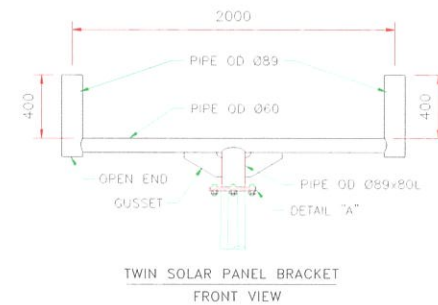 2000
PIPE OD Ø89
400
400
PIPE OD Ø60
OPEN END
GUSSET
PIPE OD Ø89x80L
DETAIL "A"
TWIN SOLAR PANEL BRACKET
FRONT VIEW